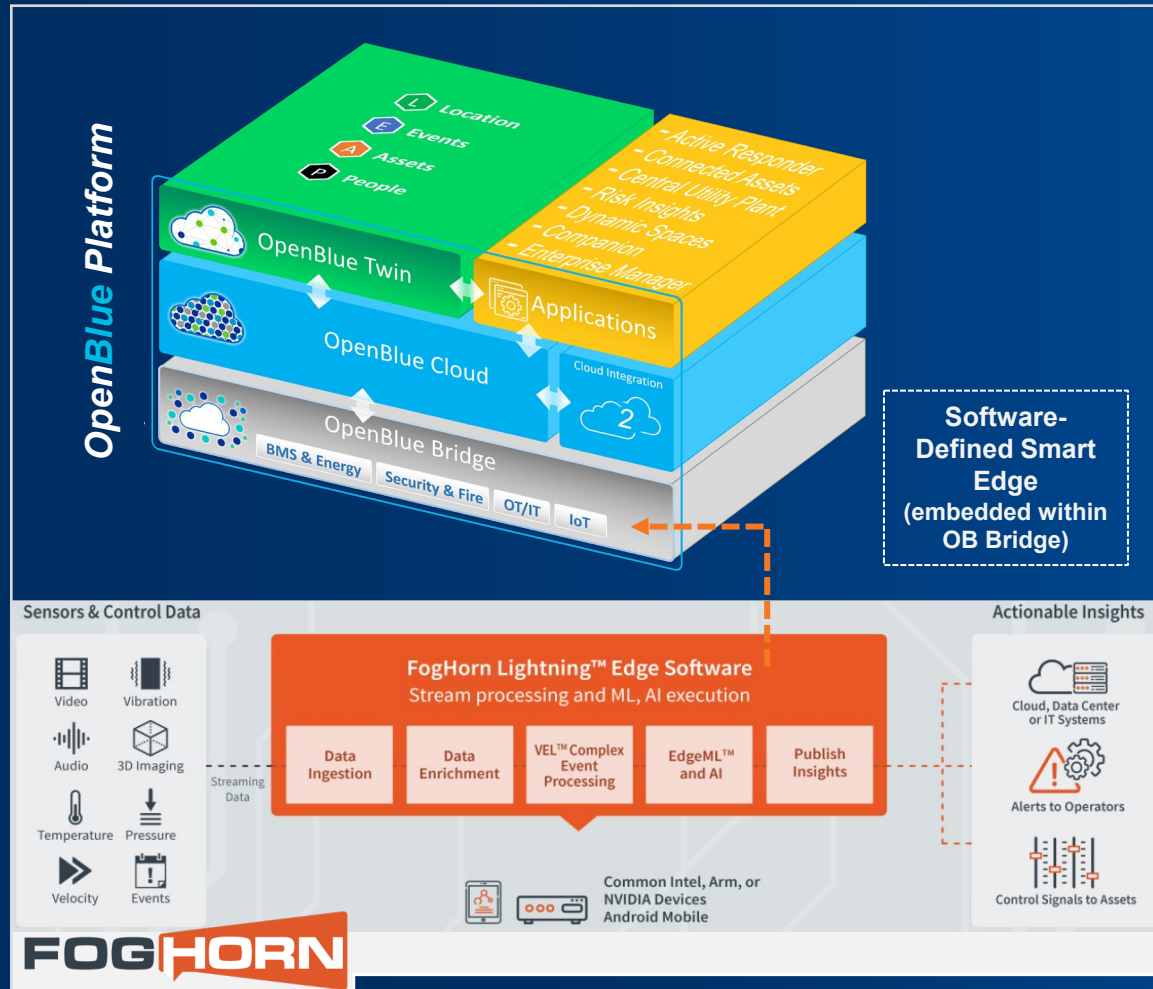 OpenBlue Platform
L Location
E Events
A Assets
P People
- Active Responder
- Connected Assets
- Central Utility Plant
- Risk Insights
- Dynamic Spaces
- Companion
- Enterprise Manager
OpenBlue Twin
Applications
OpenBlue Cloud
Cloud Integration
2
OpenBlue Bridge
BMS & Energy
Security & Fire
OT/IT
IoT
Software-
Defined Smart
Edge
(embedded within
OB Bridge)
Sensors & Control Data
Video
Vibration
Audio
3D Imaging
Temperature
Pressure
Velocity
Events
Streaming
Data
FogHorn Lightning™ Edge Software
Stream processing and ML, AI execution
Data
Ingestion
Data
Enrichment
VEL™ Complex
Event
Processing
EdgeML™
and AI
Publish
Insights
Common Intel, Arm, or
NVIDIA Devices
Android Mobile
Actionable Insights
Cloud, Data Center
or IT Systems
Alerts to Operators
Control Signals to Assets
FOGHORN